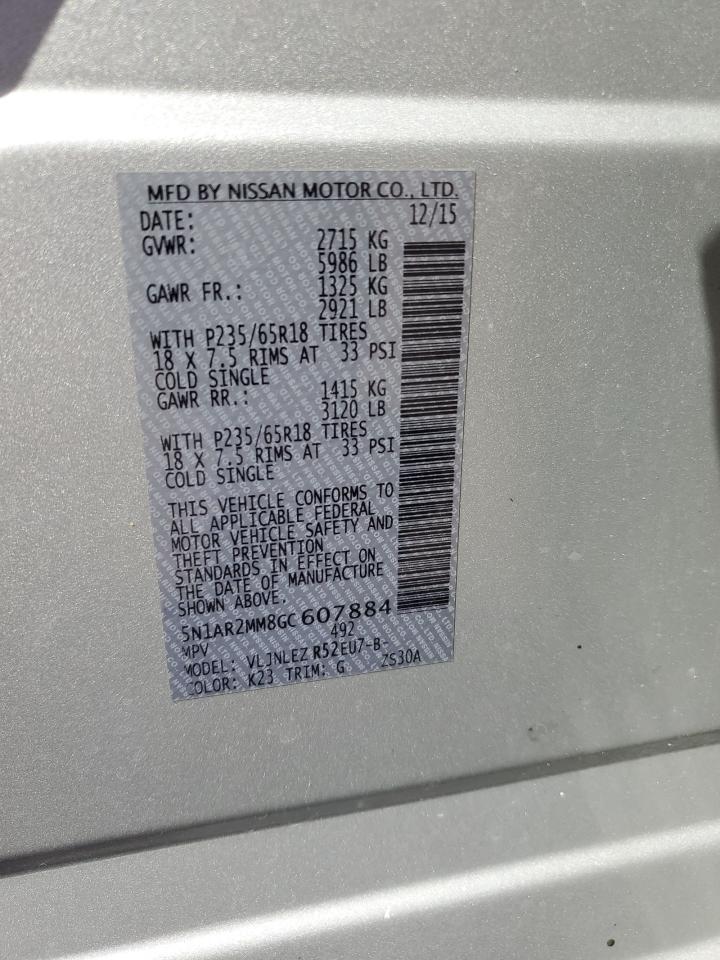 MFD BY NISSAN MOTOR CO., LTD.
DATE: 12/15
GVWR: 2715 KG
5986 LB
GAWR FR.: 1325 KG
2921 LB
WITH P235/65R18 TIRES
18 X 7.5 RIMS AT 33 PSI
COLD SINGLE
GAWR RR.: 1415 KG
3120 LB
WITH P235/65R18 TIRES
18 X 7.5 RIMS AT 33 PSI
COLD SINGLE
THIS VEHICLE CONFORMS TO
ALL APPLICABLE FEDERAL
MOTOR VEHICLE SAFETY AND
THEFT PREVENTION
STANDARDS IN EFFECT ON
THE DATE OF MANUFACTURE
SHOWN ABOVE.
5N1AR2MM8GC607884
MPV 492
MODEL: VLJNLEZ R52EU7-B-
COLOR: K23 TRIM: G ZS30A